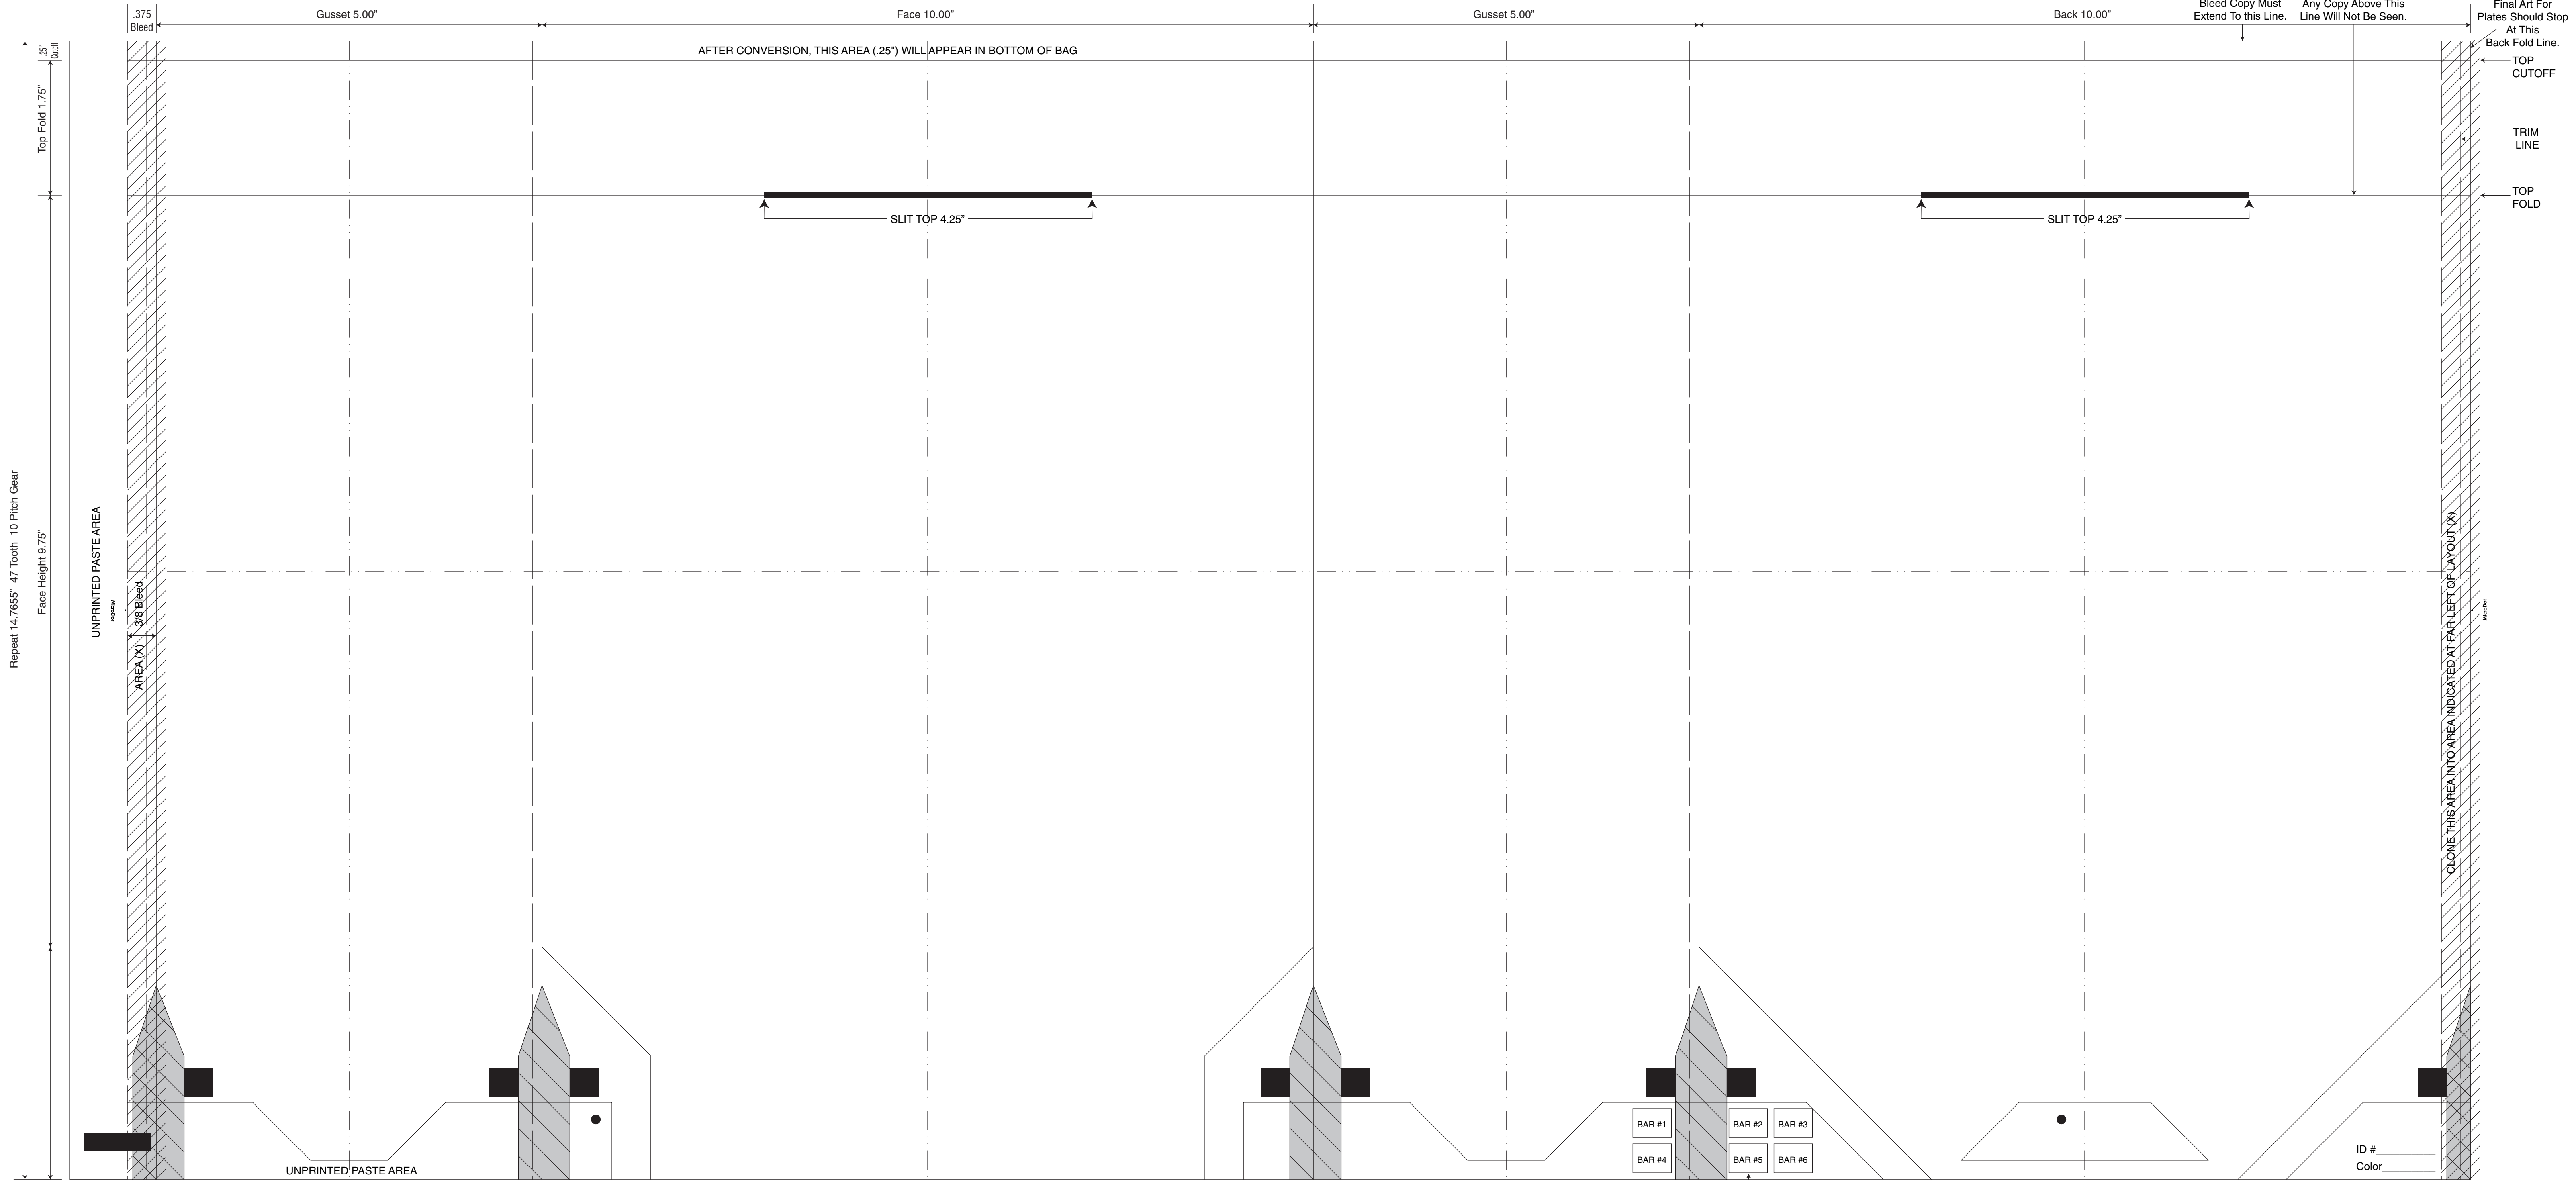 .375
Bleed
Gusset 5.00"
Face 10.00"
Gusset 5.00"
Back 10.00"
Bleed Copy Must
Extend To this Line.
Any Copy Above This
Line Will Not Be Seen.
Final Art For
Plates Should Stop
At This
Back Fold Line.
.25"
Cutoff
AFTER CONVERSION, THIS AREA (.25") WILL APPEAR IN BOTTOM OF BAG
TOP
CUTOFF
Top Fold 1.75"
TRIM
LINE
TOP
FOLD
SLIT TOP 4.25"
SLIT TOP 4.25"
Repeat 14.7655" 47 Tooth 10 Pitch Gear
Face Height 9.75"
UNPRINTED PASTE AREA
MicroDot
AREA (X) 3/8 Bleed
CLONE THIS AREA INTO AREA INDICATED AT FAR LEFT OF LAYOUT (X)
MicroDot
BAR #1
BAR #2
BAR #3
BAR #4
BAR #5
BAR #6
UNPRINTED PASTE AREA
ID #__________
Color__________